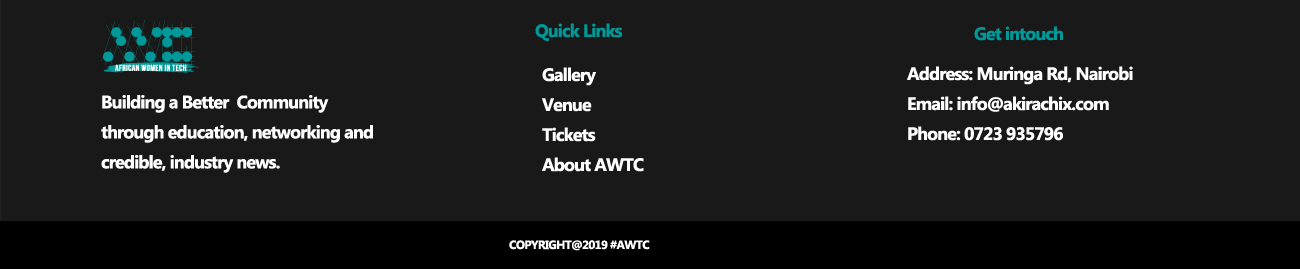 AWTC
AFRICAN WOMEN IN TECH
Building a Better  Community
through education, networking and
credible, industry news.
Quick Links
Gallery
Venue
Tickets
About AWTC
Get intouch
Address: Muringa Rd, Nairobi
Email: info@akirachix.com
Phone: 0723 935796
COPYRIGHT@2019 #AWTC